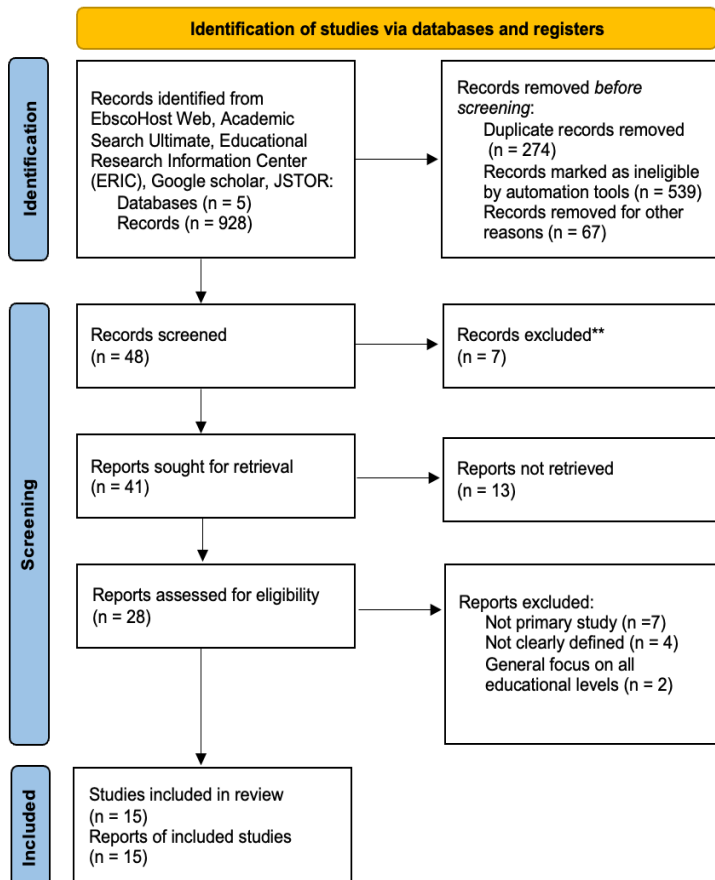 Identification of studies via databases and registers
Identification
Records identified from
EbscoHost Web, Academic
Search Ultimate, Educational
Research Information Center
(ERIC), Google scholar, JSTOR:
Databases (n = 5)
Records (n = 928)
Records removed before
screening:
Duplicate records removed
(n = 274)
Records marked as ineligible
by automation tools (n = 539)
Records removed for other
reasons (n = 67)
Screening
Records screened
(n = 48)
Records excluded**
(n = 7)
Reports sought for retrieval
(n = 41)
Reports not retrieved
(n = 13)
Reports assessed for eligibility
(n = 28)
Reports excluded:
Not primary study (n =7)
Not clearly defined (n = 4)
General focus on all
educational levels (n = 2)
Included
Studies included in review
(n = 15)
Reports of included studies
(n = 15)